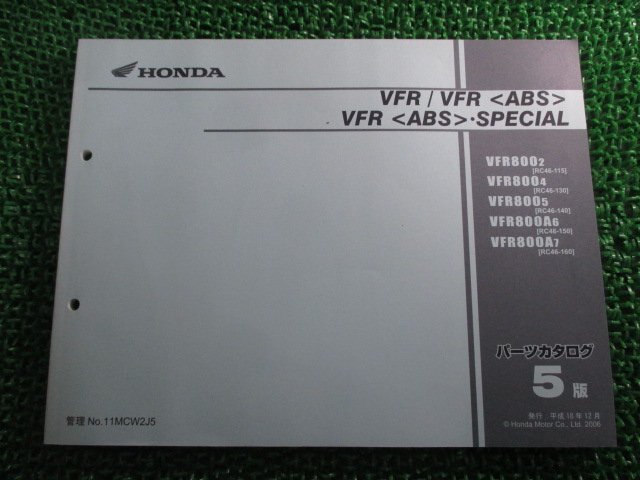 HONDA
VFR / VFR <ABS>
VFR <ABS>・SPECIAL
VFR8002
[RC46-115]
VFR8004
[RC46-130]
VFR8005
[RC46-140]
VFR800A6
[RC46-150]
VFR800A7
[RC46-160]
パーツカタログ
5版
管理 No.11MCW2J5
発行 平成18年12月
© Honda Motor Co., Ltd. 2006